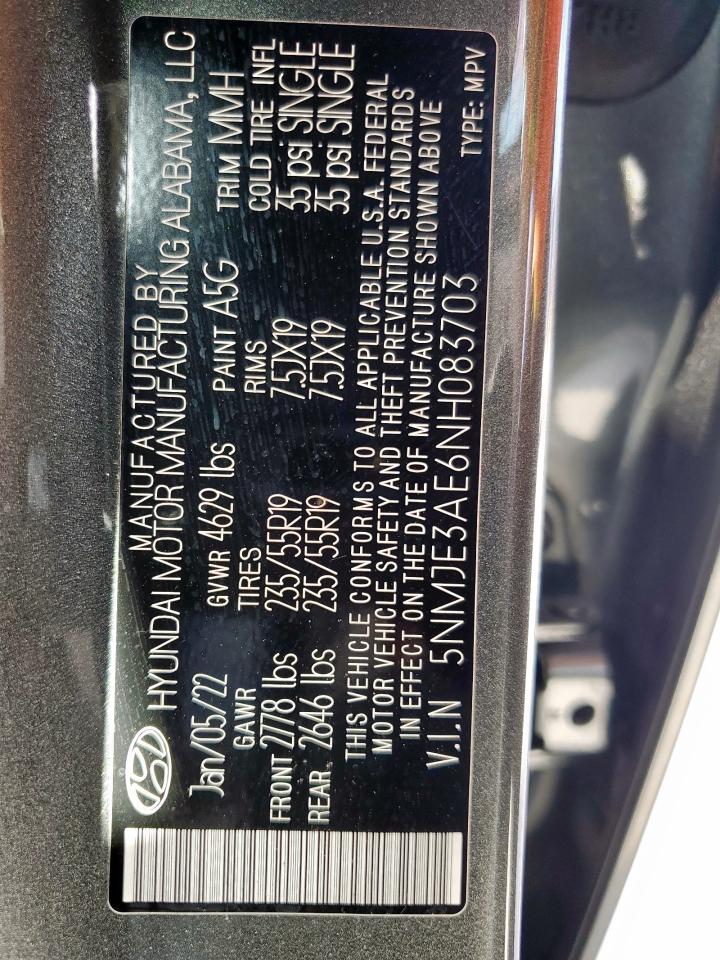 MANUFACTURED BY
HYUNDAI MOTOR MANUFACTURING ALABAMA, LLC
Jan/05/22 GVWR 4629 lbs PAINT A5G TRIM MMH
GAWR TIRES RIMS COLD TIRE INFL
FRONT 2778 lbs 235/55R19 7.5JX19 35 psi SINGLE
REAR 2646 lbs 235/55R19 7.5JX19 35 psi SINGLE
THIS VEHICLE CONFORMS TO ALL APPLICABLE U.S.A. FEDERAL
MOTOR VEHICLE SAFETY AND THEFT PREVENTION STANDARDS
IN EFFECT ON THE DATE OF MANUFACTURE SHOWN ABOVE
V.I.N 5NMJE3AE6NH083703 TYPE: MPV